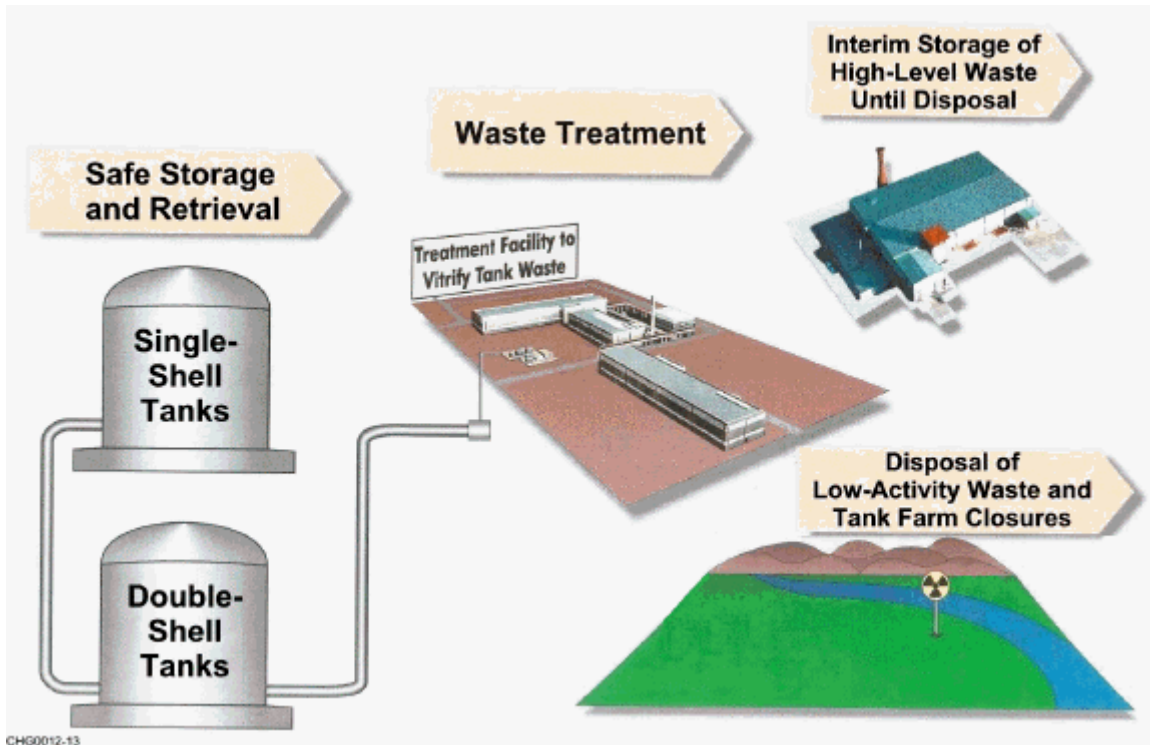 Safe Storage
and Retrieval
Single-
Shell
Tanks
Double-
Shell
Tanks
Waste Treatment
Treatment Facility to
Vitrify Tank Waste
Interim Storage of
High-Level Waste
Until Disposal
Disposal of
Low-Activity Waste and
Tank Farm Closures
CHG0012-13